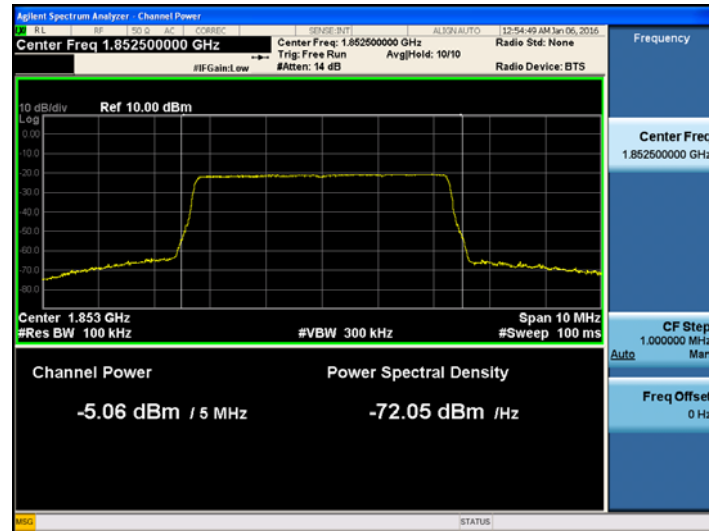 Agilent Spectrum Analyzer - Channel Power
RL RF 50 Ω AC CORREC SENSE:INT ALIGN AUTO 12:54:49 AM Jan 06, 2016
Center Freq 1.852500000 GHz
Center Freq: 1.852500000 GHz
Radio Std: None
Trig: Free Run Avg|Hold: 10/10
#IFGain:Low
#Atten: 14 dB
Radio Device: BTS
Frequency
10 dB/div Ref 10.00 dBm
Log
0.00
-10.0
-20.0
-30.0
-40.0
-50.0
-60.0
-70.0
-80.0
Center Freq
1.852500000 GHz
Center 1.853 GHz Span 10 MHz
#Res BW 100 kHz #VBW 300 kHz #Sweep 100 ms
CF Step
1.000000 MHz
Auto Man
Channel Power Power Spectral Density
-5.06 dBm / 5 MHz -72.05 dBm /Hz
Freq Offset
0 Hz
MSG STATUS